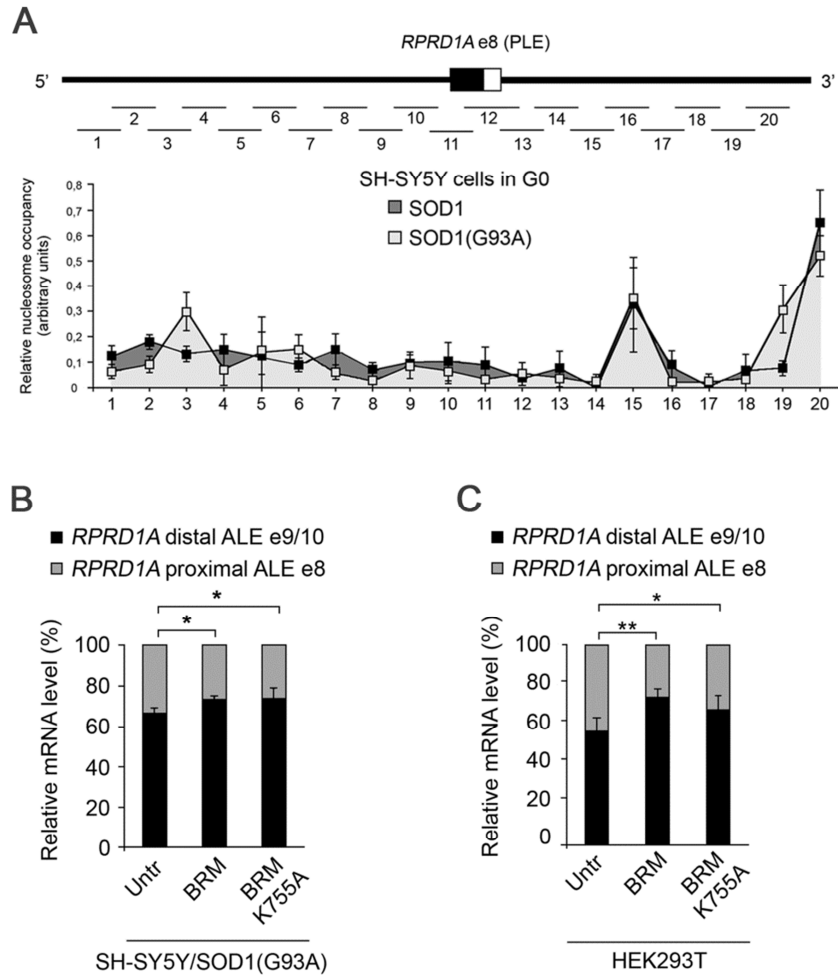 A
RPRD1A e8 (PLE)
5’ 3’
2 4 6 8 10 12 14 16 18 20
1 3 5 7 9 11 13 15 17 19
SH-SY5Y cells in G0
SOD1
SOD1(G93A)
Relative nucleosome occupancy
(arbitrary units)
0,8
0,7
0,6
0,5
0,4
0,3
0,2
0,1
0
1 2 3 4 5 6 7 8 9 10 11 12 13 14 15 16 17 18 19 20
B
RPRD1A distal ALE e9/10
RPRD1A proximal ALE e8
Relative mRNA level (%)
* 
*
100
80
60
40
20
0
Untr BRM BRM
K755A
SH-SY5Y/SOD1(G93A)
C
RPRD1A distal ALE e9/10
RPRD1A proximal ALE e8
Relative mRNA level (%)
*
**
100
80
60
40
20
0
Untr BRM BRM
K755A
HEK293T